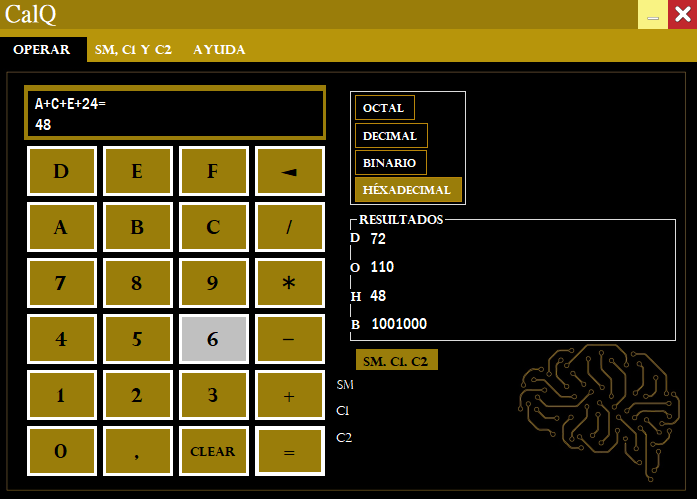 CalQ
OPERAR SM, C1 Y C2 AYUDA
A+C+E+24=
48
D E F ◄
A B C /
7 8 9 *
4 5 6 -
1 2 3 +
0 , CLEAR =
OCTAL
DECIMAL
BINARIO
HÉXADECIMAL
RESULTADOS
D 72
O 110
H 48
B 1001000
SM. C1. C2
SM
C1
C2